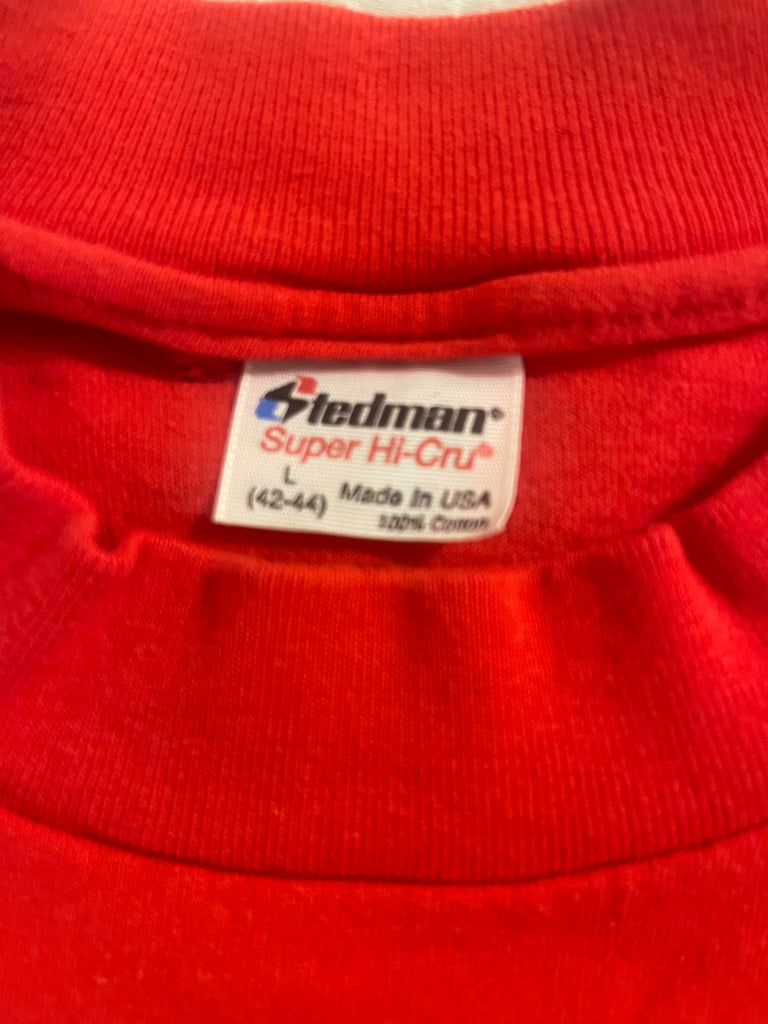 Stedman®
Super Hi-Cru®
L
(42-44) Made In USA
100% Cotton